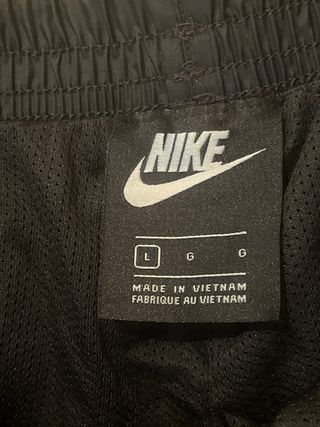 NIKE
L G G
MADE IN VIETNAM
FABRIQUE AU VIETNAM